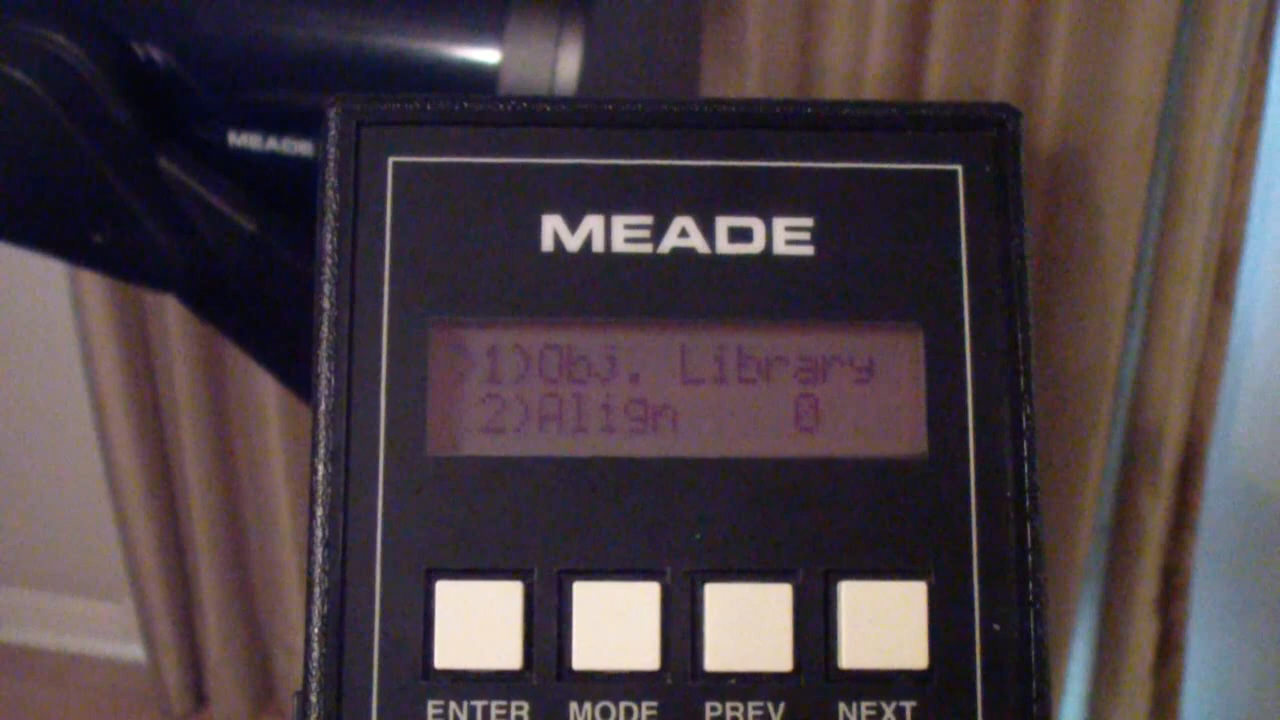 MEADE
MEADE
1)Obj. Library
2)Align 0
ENTER MODE PREV NEXT